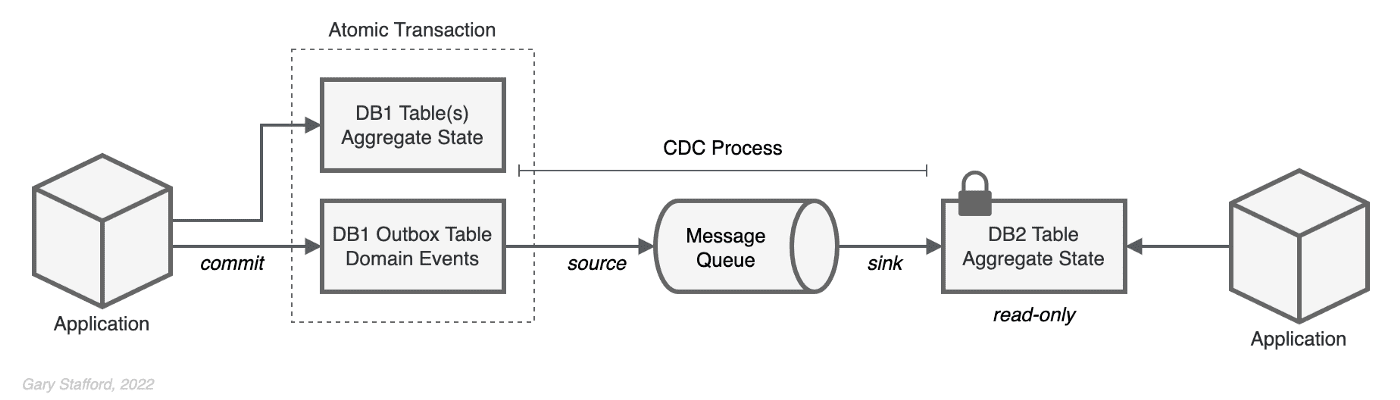 Atomic Transaction
DB1 Table(s)
Aggregate State
CDC Process
DB1 Outbox Table
Domain Events
commit
source
Message
Queue
sink
DB2 Table
Aggregate State
read-only
Application
Application
Gary Stafford, 2022